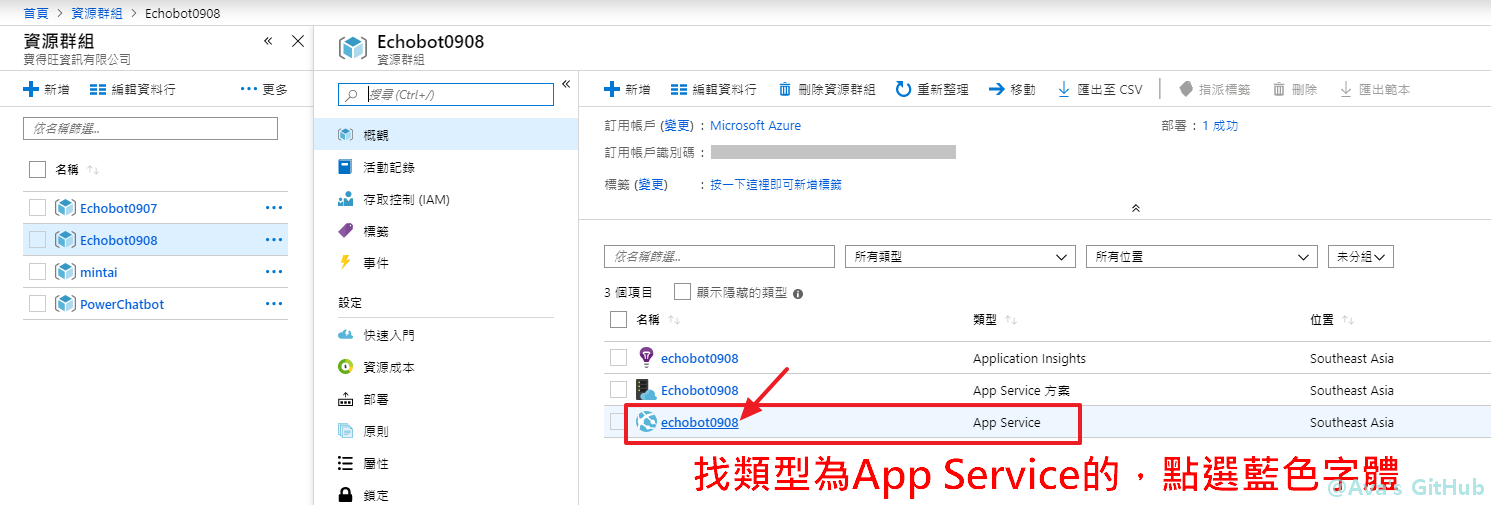 首頁 > 資源群組 > Echobot0908
資源群組
寶得旺資訊有限公司
新增 編輯資料行 更多
依名稱篩選...
名稱
Echobot0907
Echobot0908
mintai
PowerChatbot
Echobot0908
資源群組
搜尋 (Ctrl+/)
概觀
活動記錄
存取控制 (IAM)
標籤
事件
設定
快速入門
資源成本
部署
原則
屬性
鎖定
新增 編輯資料行 刪除資源群組 重新整理 移動 匯出至 CSV 指派標籤 刪除 匯出範本
訂用帳戶 (變更) : Microsoft Azure 部署 : 1 成功
訂用帳戶識別碼 :
標籤 (變更) : 按一下這裡即可新增標籤
依名稱篩選... 所有類型 所有位置 未分組
3 個項目 顯示隱藏的類型
名稱 類型 位置
echobot0908 Application Insights Southeast Asia
Echobot0908 App Service 方案 Southeast Asia
echobot0908 App Service Southeast Asia
找類型為App Service的，點選藍色字體
@Ava's GitHub